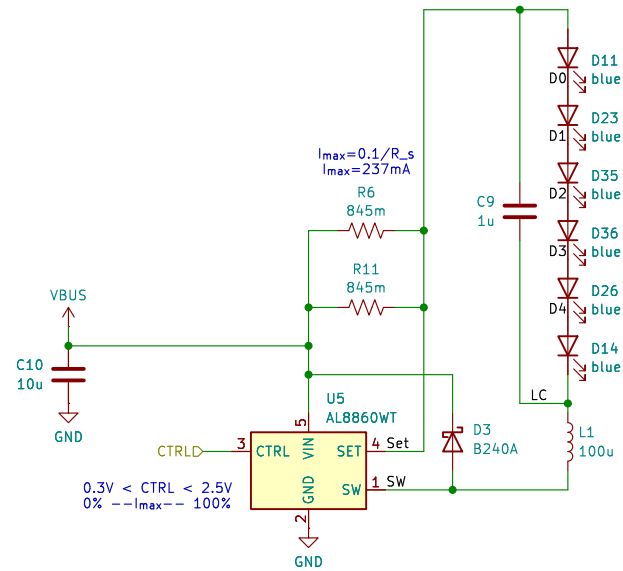 D11
D0 blue
D23
D1 blue
Imax=0.1/R_s
Imax=237mA
D35
D2 blue
R6
845m
C9
1u
D36
D3 blue
R11
845m
D26
D4 blue
VBUS
D14
blue
C10
10u
LC
U5
AL8860WT
GND
D3
B240A
L1
100u
CTRL
3
CTRL
5
VIN
SET
4
Set
0.3V < CTRL < 2.5V
0% --Imax-- 100%
GND
2
SW
1
SW
GND